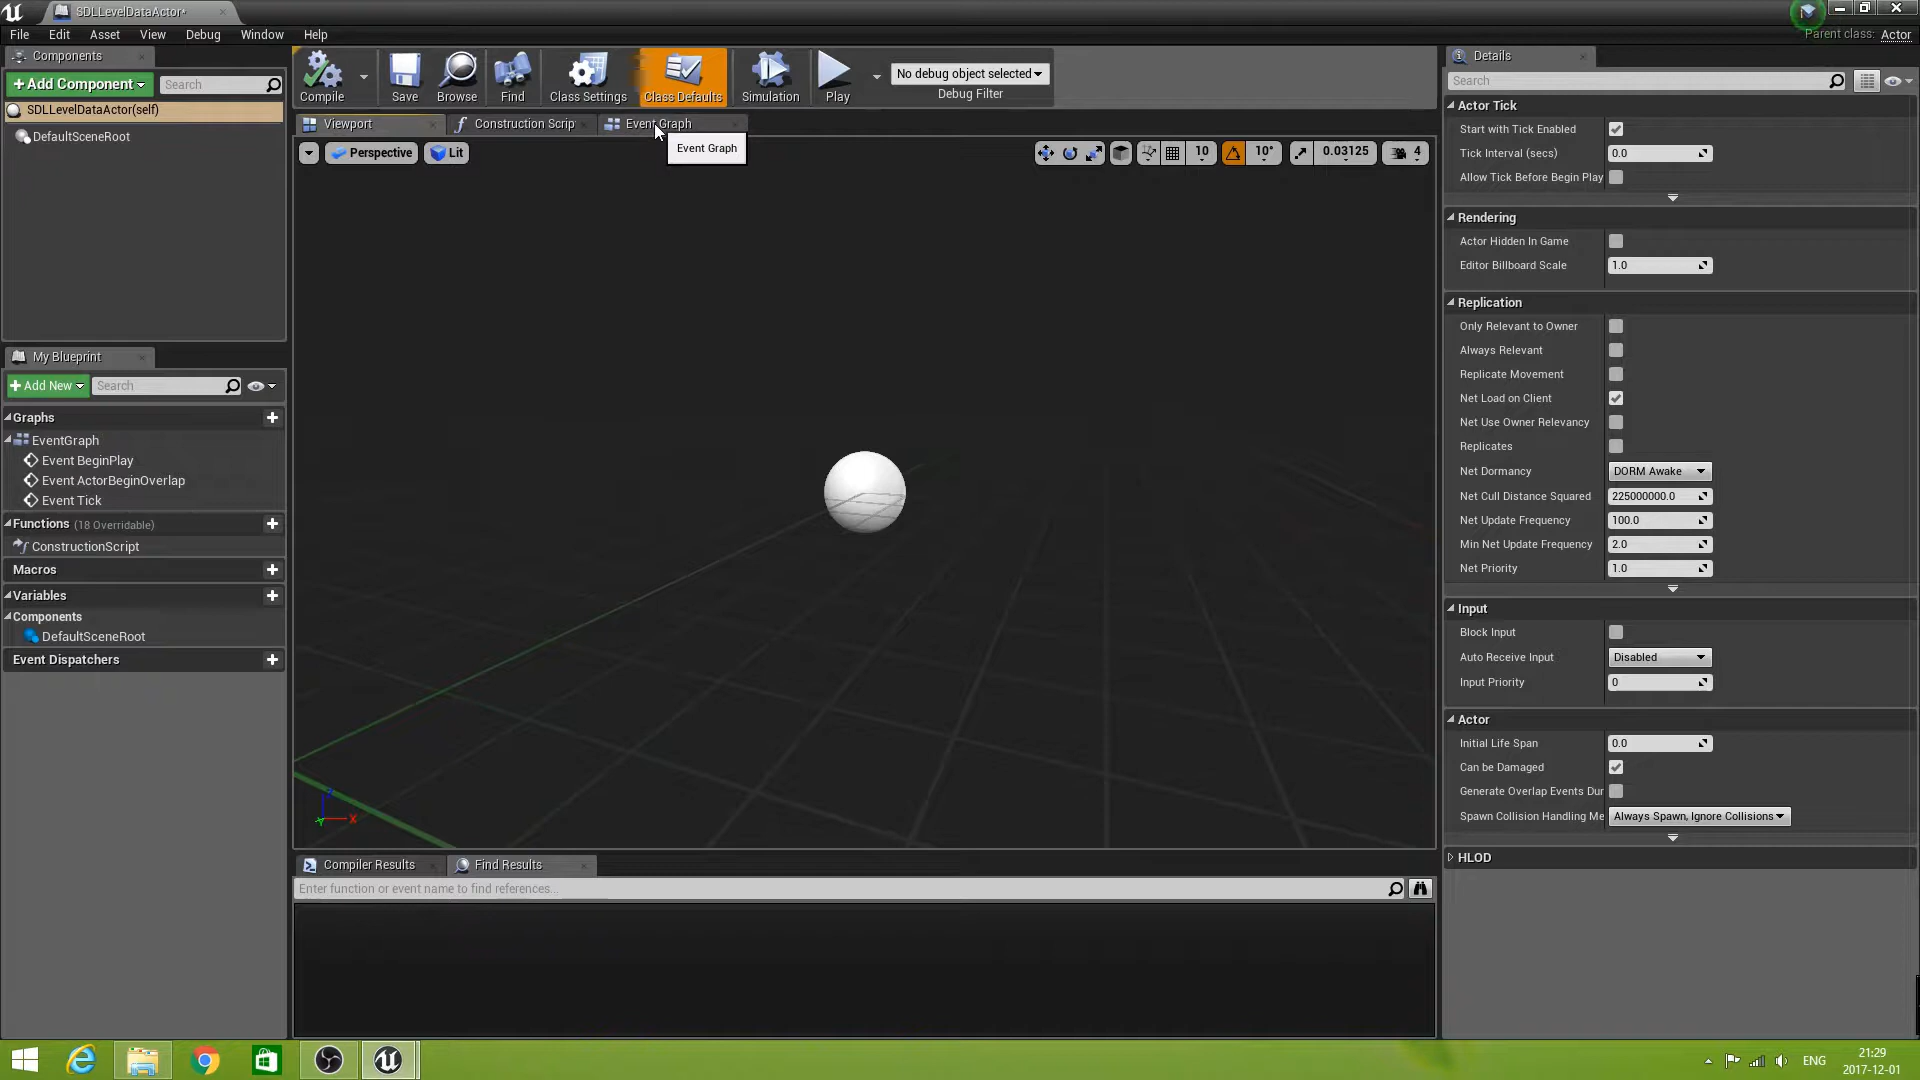 SDLLevelDataActor*
File Edit Asset View Debug Window Help
Parent class: Actor
Components
+ Add Component
Search
SDLLevelDataActor(self)
DefaultSceneRoot
My Blueprint
+ Add New
Search
Graphs
EventGraph
Event BeginPlay
Event ActorBeginOverlap
Event Tick
Functions (18 Overridable)
ConstructionScript
Macros
Variables
Components
DefaultSceneRoot
Event Dispatchers
Compile Save Browse Find Class Settings Class Defaults Simulation Play
No debug object selected
Debug Filter
Viewport
Construction Scrip
Event Graph
Event Graph
Perspective
Lit
10
10°
0.03125
4
Compiler Results
Find Results
Enter function or event name to find references...
Details
Search
Actor Tick
Start with Tick Enabled
Tick Interval (secs) 0.0
Allow Tick Before Begin Play
Rendering
Actor Hidden In Game
Editor Billboard Scale 1.0
Replication
Only Relevant to Owner
Always Relevant
Replicate Movement
Net Load on Client
Net Use Owner Relevancy
Replicates
Net Dormancy DORM Awake
Net Cull Distance Squared 225000000.0
Net Update Frequency 100.0
Min Net Update Frequency 2.0
Net Priority 1.0
Input
Block Input
Auto Receive Input Disabled
Input Priority 0
Actor
Initial Life Span 0.0
Can be Damaged
Generate Overlap Events Dur
Spawn Collision Handling Me Always Spawn, Ignore Collisions
HLOD
ENG
21:29
2017-12-01